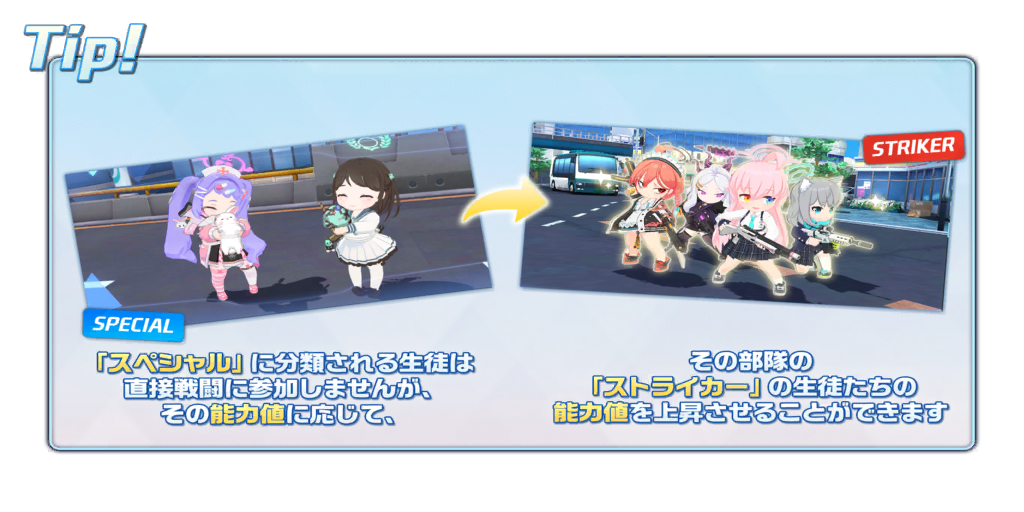 Tip!
STRIKER
SPECIAL
「スペシャル」に分類される生徒は
直接戦闘に参加しませんが、
その能力値に応じて、
その部隊の
「ストライカー」の生徒たちの
能力値を上昇させることができます